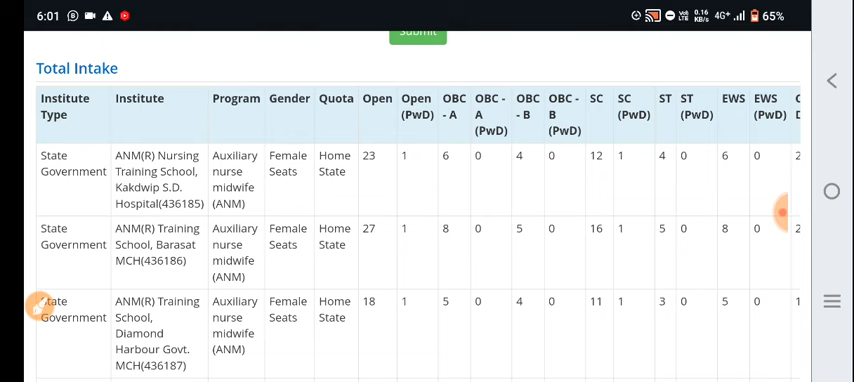 6:01
0.16
KB/s
4G+
65%
Submit
Total Intake
Institute Type Institute Program Gender Quota Open Open (PwD) OBC - A OBC - A (PwD) OBC - B OBC - B (PwD) SC SC (PwD) ST ST (PwD) EWS EWS (PwD)
State Government ANM(R) Nursing Training School, Kakdwip S.D. Hospital(436185) Auxiliary nurse midwife (ANM) Female Seats Home State 23 1 6 0 4 0 12 1 4 0 6 0 2
State Government ANM(R) Training School, Barasat MCH(436186) Auxiliary nurse midwife (ANM) Female Seats Home State 27 1 8 0 5 0 16 1 5 0 8 0 2
State Government ANM(R) Training School, Diamond Harbour Govt. MCH(436187) Auxiliary nurse midwife (ANM) Female Seats Home State 18 1 5 0 4 0 11 1 3 0 5 0 1